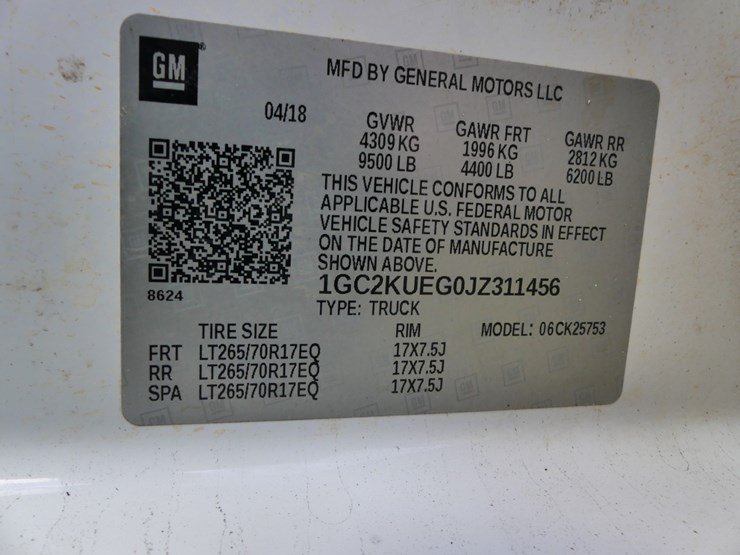 GM
MFD BY GENERAL MOTORS LLC
04/18
GVWR GAWR FRT GAWR RR
4309 KG 1996 KG 2812 KG
9500 LB 4400 LB 6200 LB
THIS VEHICLE CONFORMS TO ALL
APPLICABLE U.S. FEDERAL MOTOR
VEHICLE SAFETY STANDARDS IN EFFECT
ON THE DATE OF MANUFACTURE
SHOWN ABOVE.
8624
1GC2KUEG0JZ311456
TYPE: TRUCK
TIRE SIZE RIM MODEL: 06CK25753
FRT LT265/70R17EQ 17X7.5J
RR LT265/70R17EQ 17X7.5J
SPA LT265/70R17EQ 17X7.5J